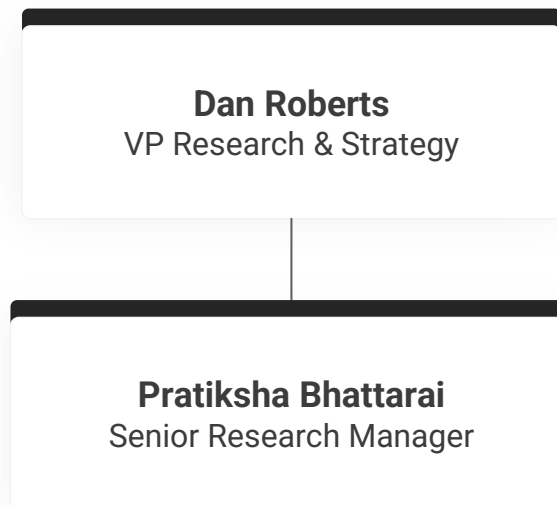 Dan Roberts
VP Research & Strategy
Pratiksha Bhattarai
Senior Research Manager